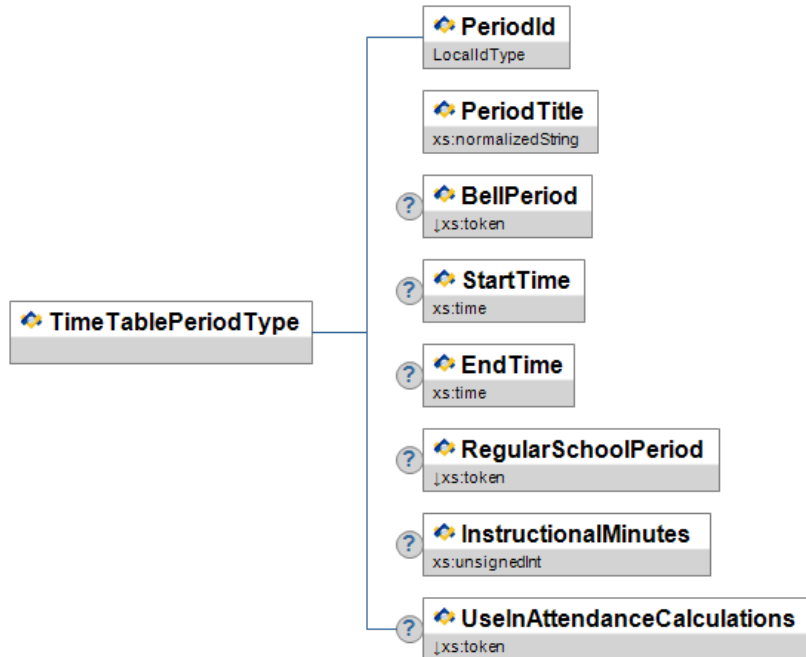 PeriodId
LocalIdType
PeriodTitle
xs:normalizedString
?
BellPeriod
↓xs:token
?
StartTime
xs:time
TimeTablePeriodType
?
EndTime
xs:time
?
RegularSchoolPeriod
↓xs:token
?
InstructionalMinutes
xs:unsignedInt
?
UseInAttendanceCalculations
↓xs:token